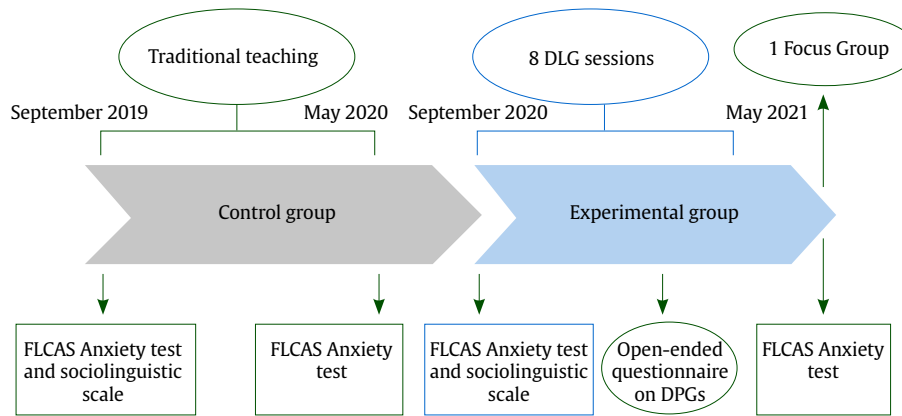 Traditional teaching
8 DLG sessions
1 Focus Group
September 2019
May 2020
September 2020
May 2021
Control group
Experimental group
FLCAS Anxiety test
and sociolinguistic
scale
FLCAS Anxiety
test
FLCAS Anxiety test
and sociolinguistic
scale
Open-ended
questionnaire
on DPGs
FLCAS Anxiety
test